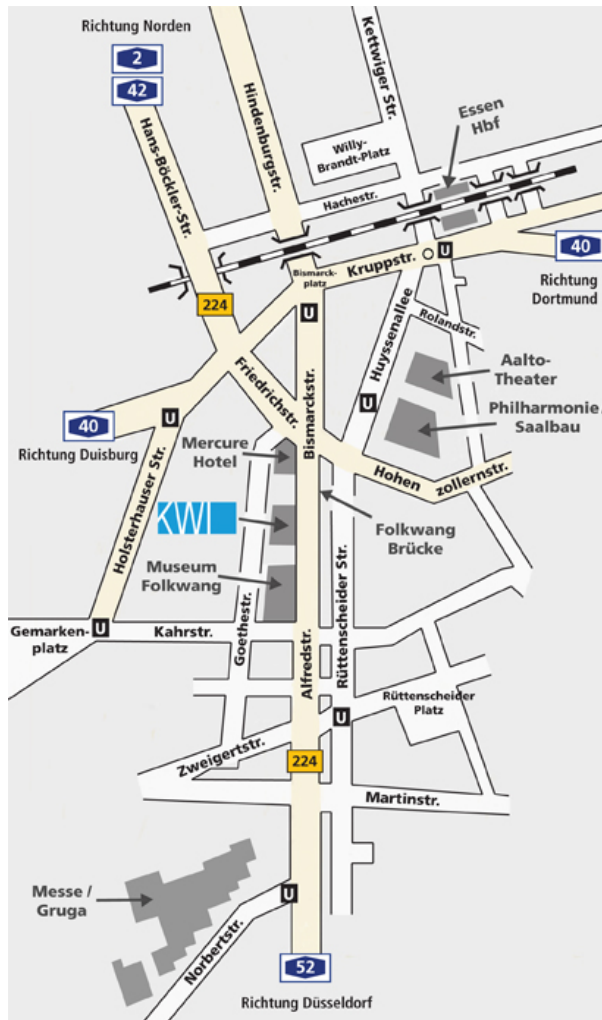 Richtung Norden
2
42
Hans-Böckler-Str.
Hindenburgstr.
Kettwiger Str.
Essen
Hbf
Willy-
Brandt-Platz
Hachestr.
40
Richtung
Dortmund
Bismarck-
platz
Kruppstr.
U
224
U
Huyssenallee
Rolandstr.
Aalto-
Theater
Philharmonie/
Saalbau
Friedrichstr.
Bismarckstr.
U
U
40
Richtung Duisburg
Holsterhauser Str.
Mercure
Hotel
Hohen
zollernstr.
KWI
Folkwang
Brücke
Museum
Folkwang
Goethestr.
Rüttenscheider Str.
U
Gemarken-
platz
Kahrstr.
Alfredstr.
Rüttenscheider
Platz
U
Zweigertstr.
224
Martinstr.
Messe /
Gruga
U
Norbertstr.
52
Richtung Düsseldorf